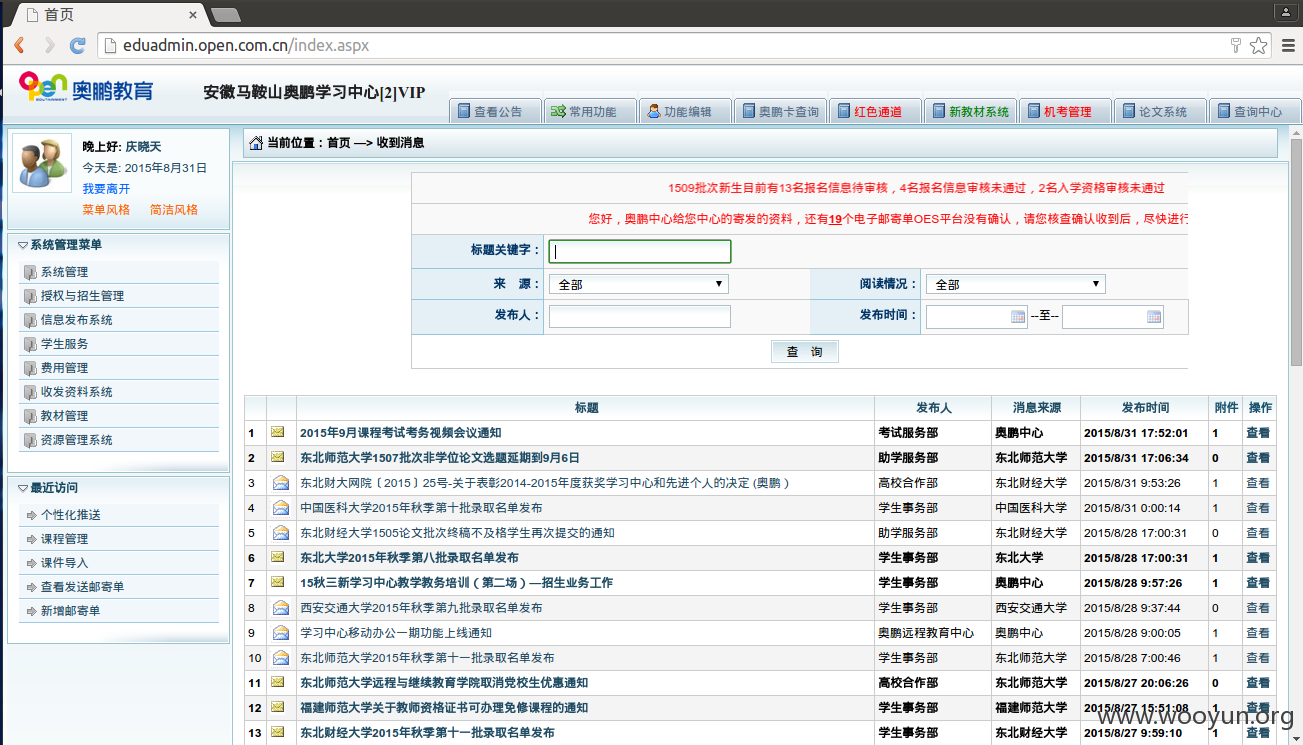 首页
eduadmin.open.com.cn/index.aspx
open 奥鹏教育
安徽马鞍山奥鹏学习中心[2]VIP
查看公告 常用功能 功能编辑 奥鹏卡查询 红色通道 新教材系统 机考管理 论文系统 查询中心
晚上好: 庆晓天
今天是: 2015年8月31日
我要离开
菜单风格 简洁风格
系统管理菜单
系统管理
授权与招生管理
信息发布系统
学生服务
费用管理
收发资料系统
教材管理
资源管理系统
最近访问
个性化推送
课程管理
课件导入
查看发送邮寄单
新增邮寄单
当前位置：首页 —> 收到消息
1509批次新生目前有13名报名信息待审核，4名报名信息审核未通过，2名入学资格审核未通过
您好，奥鹏中心给您中心的寄发的资料，还有19个电子邮寄单OES平台没有确认，请您核查确认收到后，尽快进行
标题关键字：
来 源： 全部 阅读情况： 全部
发布人： 发布时间： --至--
查 询
标题 发布人 消息来源 发布时间 附件 操作
1 2015年9月课程考试考务视频会议通知 考试服务部 奥鹏中心 2015/8/31 17:52:01 1 查看
2 东北师范大学1507批次非学位论文选题延期到9月6日 助学服务部 东北师范大学 2015/8/31 17:06:34 0 查看
3 东北财大网院〔2015〕25号-关于表彰2014-2015年度获奖学习中心和先进个人的决定 (奥鹏 ) 高校合作部 东北财经大学 2015/8/31 9:53:26 1 查看
4 中国医科大学2015年秋季第十批录取名单发布 学生事务部 中国医科大学 2015/8/31 0:00:14 1 查看
5 东北财经大学1505论文批次终稿不及格学生再次提交的通知 助学服务部 东北财经大学 2015/8/28 17:00:31 0 查看
6 东北大学2015年秋季第八批录取名单发布 学生事务部 东北大学 2015/8/28 17:00:31 1 查看
7 15秋三新学习中心教学教务培训（第二场）—招生业务工作 学生事务部 奥鹏中心 2015/8/28 9:57:26 1 查看
8 西安交通大学2015年秋季第九批录取名单发布 学生事务部 西安交通大学 2015/8/28 9:37:44 0 查看
9 学习中心移动办公一期功能上线通知 奥鹏远程教育中心 奥鹏中心 2015/8/28 9:00:05 1 查看
10 东北师范大学2015年秋季第十一批录取名单发布 学生事务部 东北师范大学 2015/8/28 7:00:46 1 查看
11 东北师范大学远程与继续教育学院取消党校生优惠通知 高校合作部 东北师范大学 2015/8/27 20:06:26 0 查看
12 福建师范大学关于教师资格证书可办理免修课程的通知 学生事务部 福建师范大学 2015/8/27 15:51:08 1 查看
13 东北财经大学2015年秋季第十一批录取名单发布 学生事务部 东北财经大学 2015/8/27 9:59:10 1 查看
www.wooyun.org